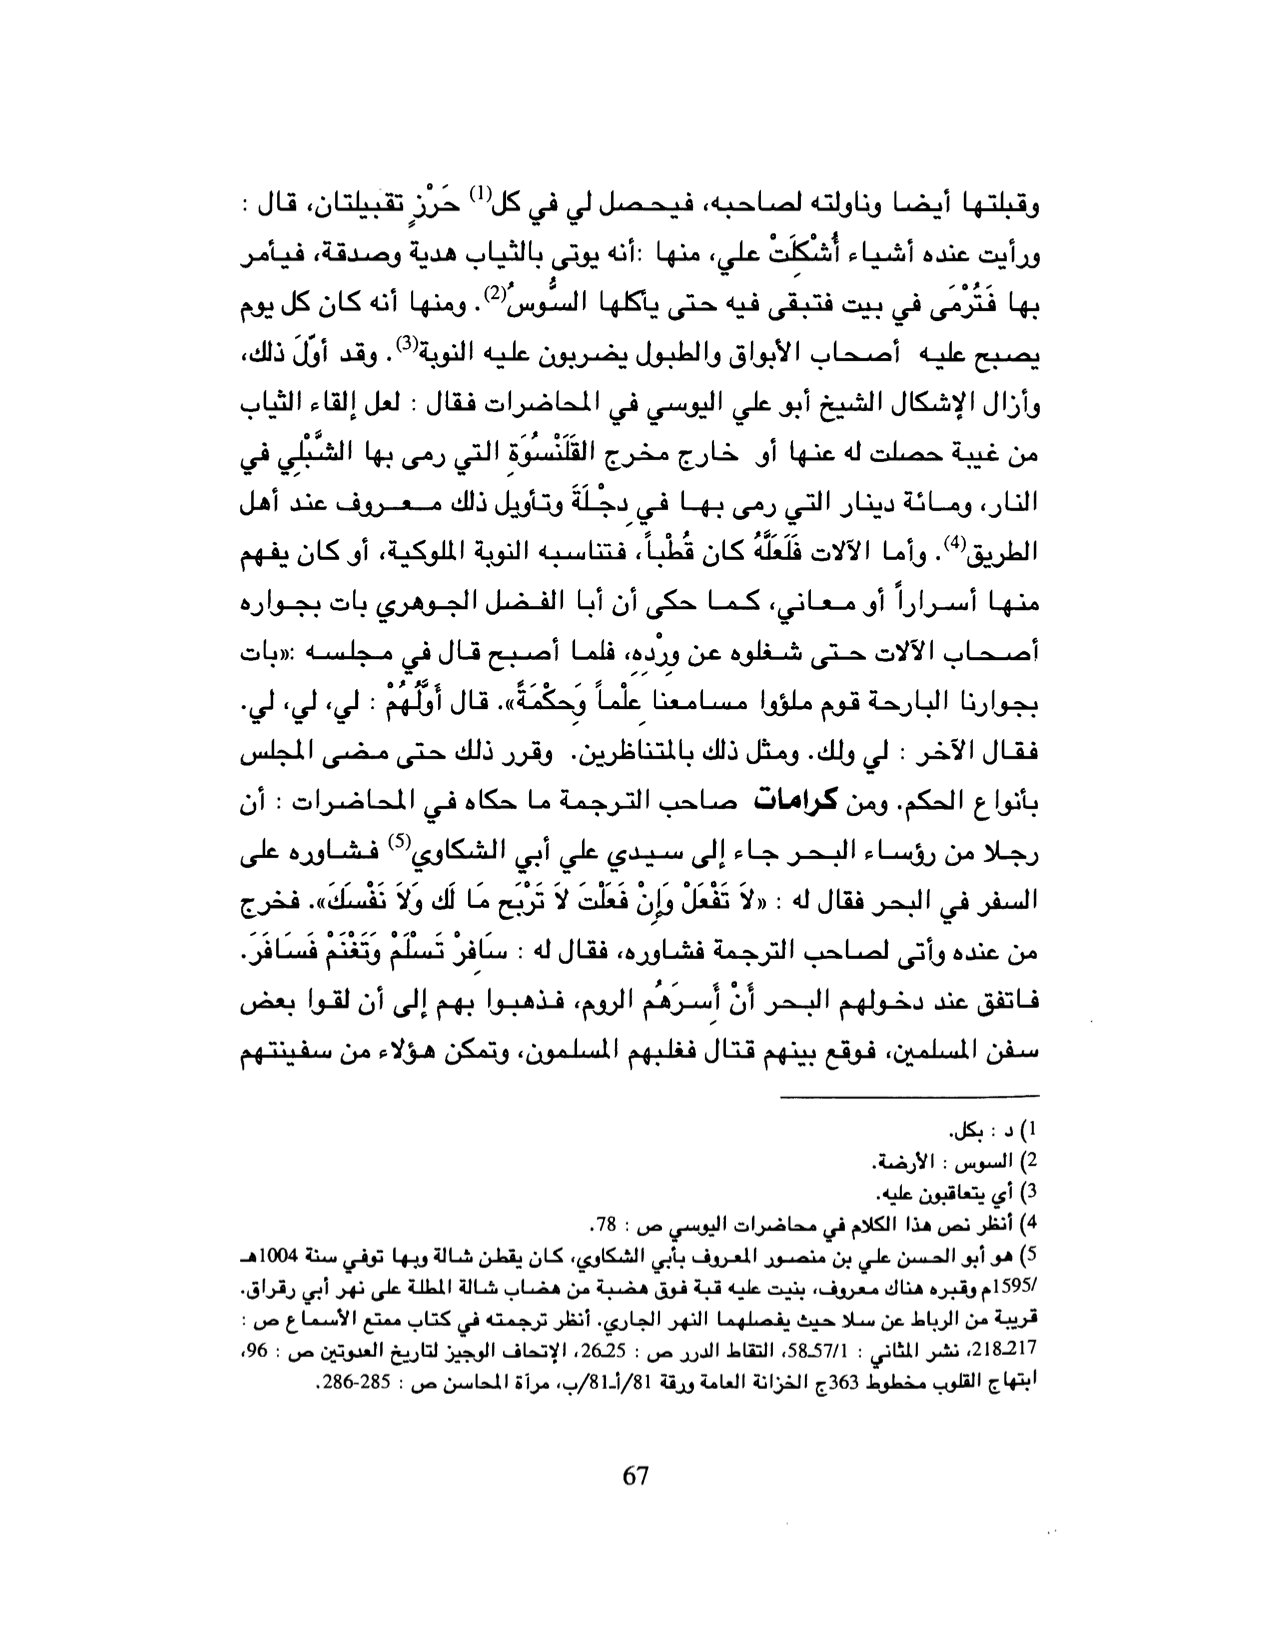 وقبلتها أيضا وناولته لصاحبه، فيحصل لي في كل(1) حَرْزٍ تقبيلتان، قال :
ورأيت عنده أشياء أُشْكِلَتْ علي، منها :أنه يوتى بالثياب هدية وصدقة، فيأمر
بها فَتُرْمَى في بيت فتبقى فيه حتى يأكلها السُّوسُ(2). ومنها أنه كان كل يوم
يصبح عليه أصحاب الأبواق والطبول يضربون عليه النوبة(3). وقد أوّلَ ذلك،
وأزال الإشكال الشيخ أبو علي اليوسي في المحاضرات فقال : لعل إلقاء الثياب
من غيبة حصلت له عنها أو خارج مخرج القَلَنْسُوَةِ التي رمى بها الشِّبْلِي في
النار، ومائة دينار التي رمى بها في دِجْلَةَ وتأويل ذلك معروف عند أهل
الطريق(4). وأما الآلات فَلَعَلَّهُ كان قُطْباً، فتناسبه النوبة الملوكية، أو كان يفهم
منها أسراراً أو معاني، كما حكى أن أبا الفضل الجوهري بات بجواره
أصحاب الآلات حتى شغلوه عن وِرْدِهِ، فلما أصبح قال في مجلسه :«بات
بجوارنا البارحة قوم ملؤوا مسامعنا عِلْماً وَحِكْمَةً». قال أَوَّلُهُمْ : لي، لي، لي.
فقال الآخر : لي ولك. ومثل ذلك بالمتناظرين. وقرر ذلك حتى مضى المجلس
بأنواع الحكم. ومن كرامات صاحب الترجمة ما حكاه في المحاضرات : أن
رجلا من رؤساء البحر جاء إلى سيدي علي أبي الشكاوي(5) فشاوره على
السفر في البحر فقال له : «لاَ تَفْعَلْ وَإِنْ فَعَلْتَ لاَ تَرْبَح مَا لَك وَلاَ نَفْسَكَ». فخرج
من عنده وأتى لصاحب الترجمة فشاوره، فقال له : سَافِرْ تَسلَمْ وَتَغْنَمْ فَسَافَرَ.
فاتفق عند دخولهم البحر أَنْ أَسِرَهُم الروم، فذهبوا بهم إلى أن لقوا بعض
سفن المسلمين، فوقع بينهم قتال فغلبهم المسلمون، وتمكن هؤلاء من سفينتهم
1) د : بكل.
2) السوس : الأرضة.
3) أي يتعاقبون عليه.
4) أنظر نص هذا الكلام في محاضرات اليوسي ص : 78.
5) هو أبو الحسن علي بن منصور المعروف بأبي الشكاوي، كان يقطن شالة وبها توفي سنة 1004هـ
/1595م وقبره هناك معروف، بنيت عليه قبة فوق هضبة من هضاب شالة المطلة على نهر أبي رقراق.
قريبة من الرباط عن سلا حيث يفصلهما النهر الجاري. أنظر ترجمته في كتاب ممتع الأسماع ص :
217ـ218، نشر المثاني : 57/1ـ58، التقاط الدرر ص : 25ـ26، الإتحاف الوجيز لتاريخ العدوتين ص : 96،
ابتهاج القلوب مخطوط 363ج الخزانة العامة ورقة 81/أـ81/ب، مرآة المحاسن ص : 285-286.
67